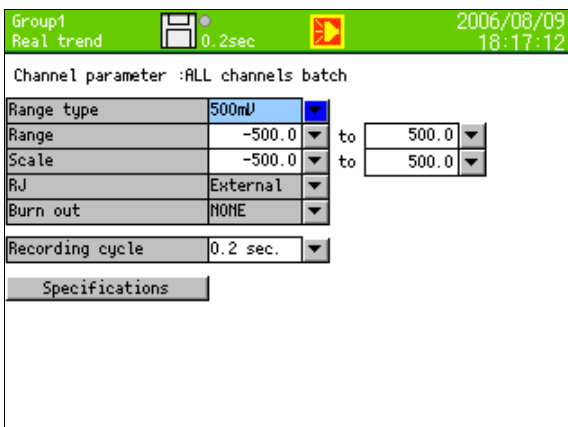 Group1
Real trend
0.2sec
2006/08/09
18:17:12
Channel parameter :ALL channels batch
Range type 500mV
Range -500.0 to 500.0
Scale -500.0 to 500.0
RJ External
Burn out NONE
Recording cycle 0.2 sec.
Specifications